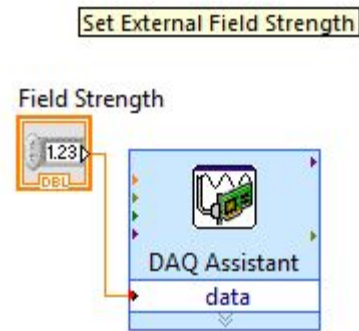 Set External Field Strength
Field Strength
1.23
DBL
DAQ Assistant
data